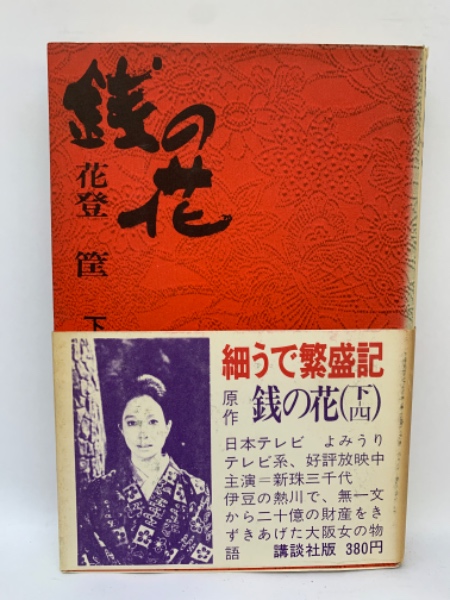 銭の花
花登 筐 下
細うで繁盛記
原作 銭の花(下四)
日本テレビ よみうり
テレビ系、好評放映中
主演=新珠三千代
伊豆の熱川で、無一文
から二十億の財産をき
ずきあげた大阪女の物
語 講談社版 380円